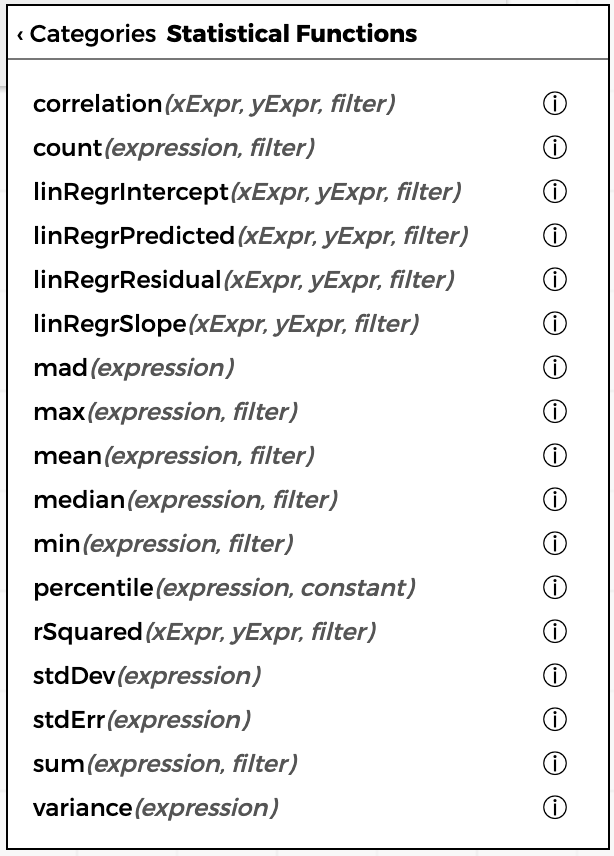 ‹ Categories Statistical Functions
correlation(xExpr, yExpr, filter) ⓘ
count(expression, filter) ⓘ
linRegrIntercept(xExpr, yExpr, filter) ⓘ
linRegrPredicted(xExpr, yExpr, filter) ⓘ
linRegrResidual(xExpr, yExpr, filter) ⓘ
linRegrSlope(xExpr, yExpr, filter) ⓘ
mad(expression) ⓘ
max(expression, filter) ⓘ
mean(expression, filter) ⓘ
median(expression, filter) ⓘ
min(expression, filter) ⓘ
percentile(expression, constant) ⓘ
rSquared(xExpr, yExpr, filter) ⓘ
stdDev(expression) ⓘ
stdErr(expression) ⓘ
sum(expression, filter) ⓘ
variance(expression) ⓘ